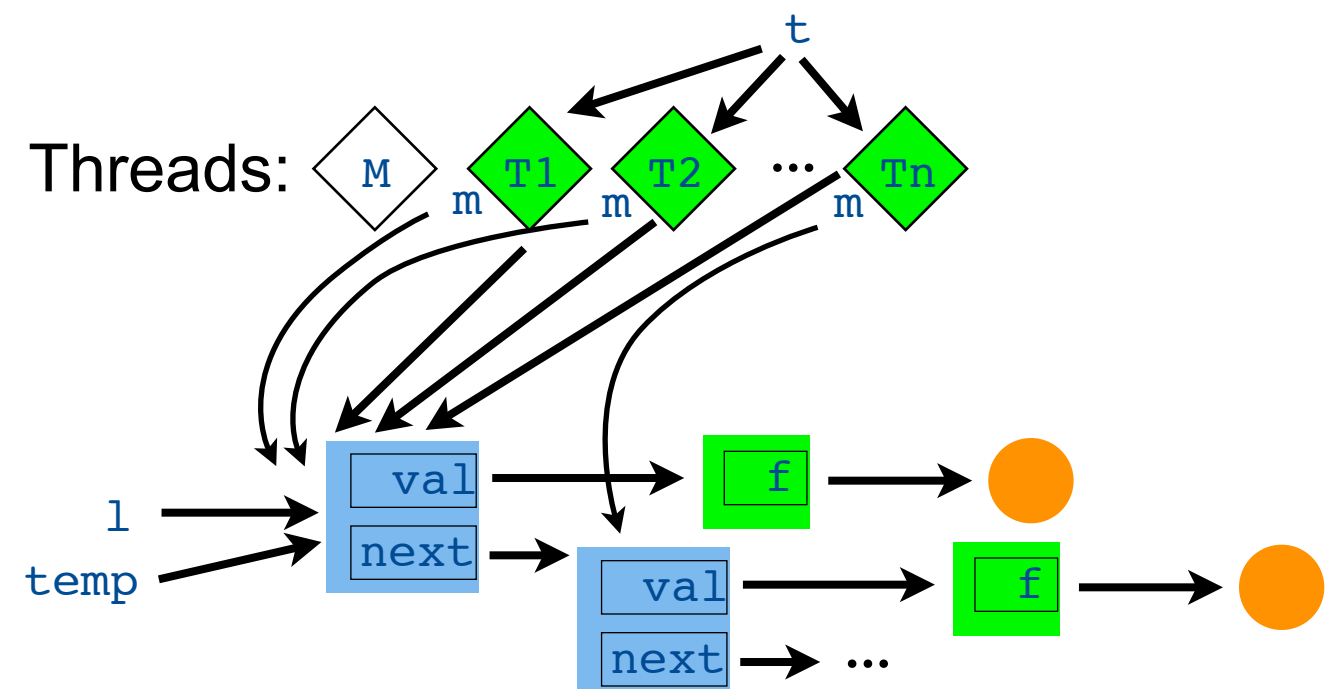 t
Threads: M T1 T2 ... Tn
m m m
val f
l
next
temp
val f
next ...